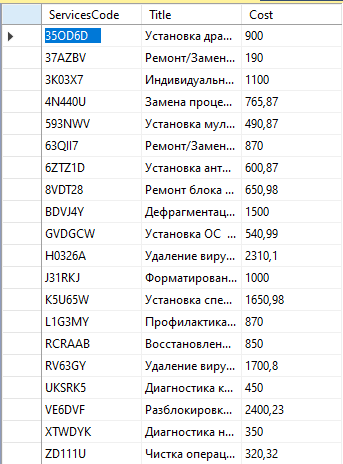 ServicesCode Title Cost
35OD6D Установка дра... 900
37AZBV Ремонт/Замен... 190
3K03X7 Индивидуальн... 1100
4N440U Замена проце... 765,87
593NWV Установка мул... 490,87
63QII7 Ремонт/Замен... 870
6ZTZ1D Установка ант... 600,87
8VDT28 Ремонт блока ... 650,98
BDVJ4Y Дефрагментац... 1500
GVDGCW Установка ОС ... 540,99
H0326A Удаление виру... 2310,1
J31RKJ Форматирован... 1000
K5U65W Установка спе... 1650,98
L1G3MY Профилактика... 870
RCRAAB Восстановлен... 850
RV63GY Удаление виру... 1700,8
UKSRK5 Диагностика к... 450
VE6DVF Разблокировк... 2400,23
XTWDYK Диагностика н... 350
ZD111U Чистка операц... 320,32